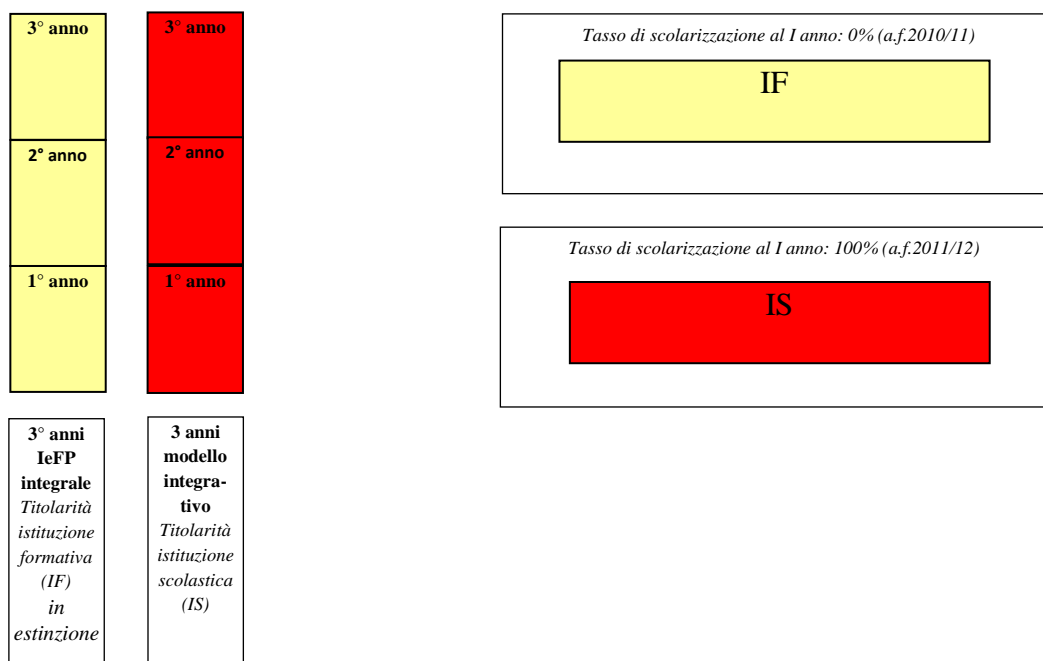 3° anno
2° anno
1° anno
3° anni
IeFP
integrale
Titolarità
istituzione
formativa
(IF)
in
estinzione
3° anno
2° anno
1° anno
3 anni
modello
integra-
tivo
Titolarità
istituzione
scolastica
(IS)
Tasso di scolarizzazione al I anno: 0% (a.f.2010/11)
IF
Tasso di scolarizzazione al I anno: 100% (a.f.2011/12)
IS